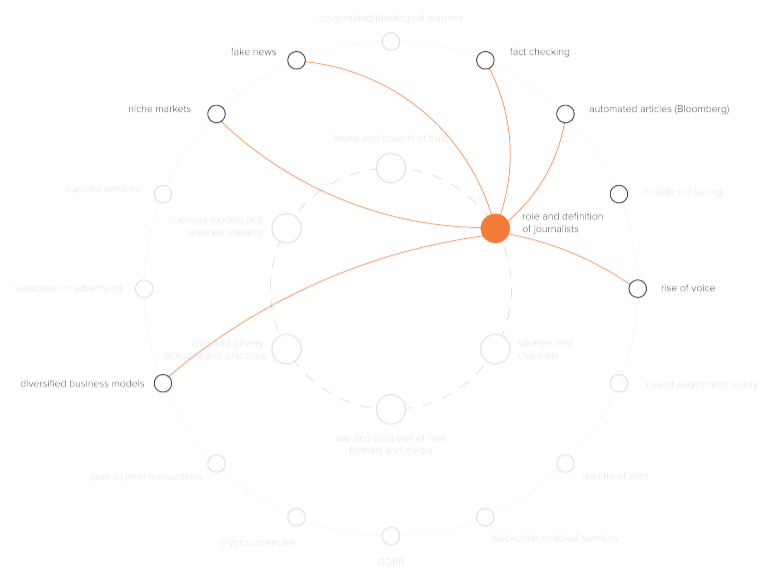 opinionated/ideological sources
fake news
fact checking
niche markets
automated articles (Bloomberg)
levels and objects of trust
bundles services
mobile still strong
business models and
revenue streams
role and definition
of journalists
slowdown in advertising
rise of voice
data and privary
attitudes and practices
sources and
channels
diversified business models
rise of augmented reality
use and adoption of new
formats and media
peer to peer transactions
decline of print
cryptocurrencies
blockchain enabled services
GDPR